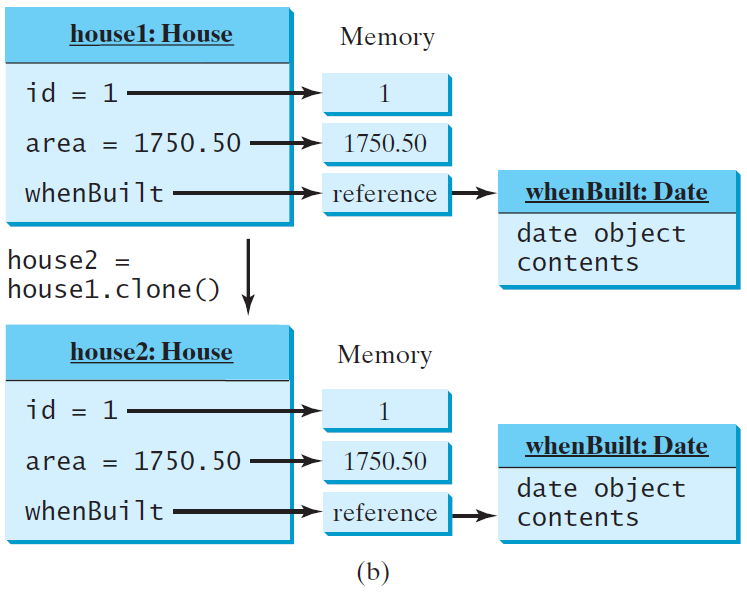 house1: House
Memory
id = 1
1
area = 1750.50
1750.50
whenBuilt
reference
whenBuilt: Date
date object
contents
house2 =
house1.clone()
house2: House
Memory
id = 1
1
area = 1750.50
1750.50
whenBuilt
reference
whenBuilt: Date
date object
contents
(b)